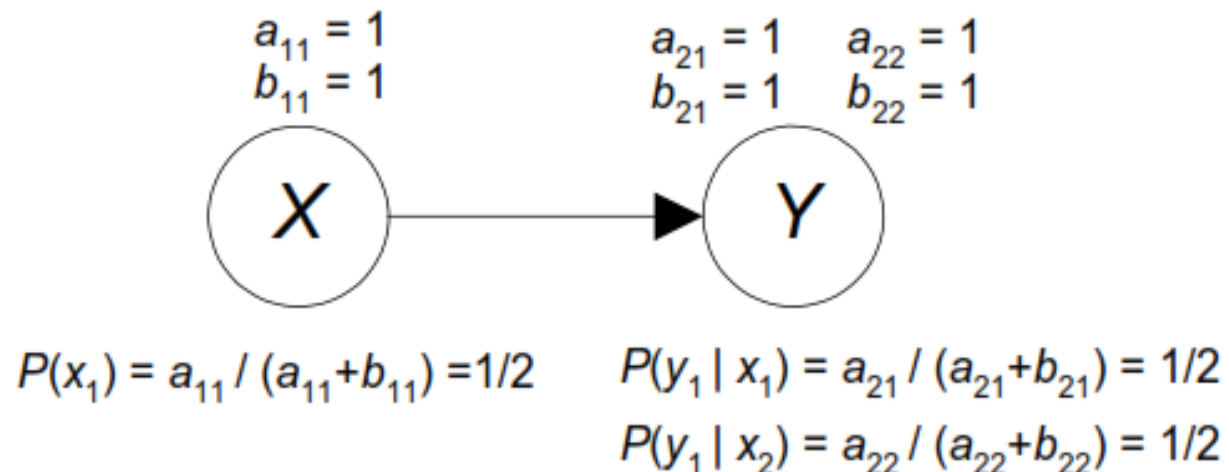 a₁₁ = 1
b₁₁ = 1
a₂₁ = 1 a₂₂ = 1
b₂₁ = 1 b₂₂ = 1
X
Y
P(x₁) = a₁₁ / (a₁₁+b₁₁) =1/2
P(y₁ | x₁) = a₂₁ / (a₂₁+b₂₁) = 1/2
P(y₁ | x₂) = a₂₂ / (a₂₂+b₂₂) = 1/2